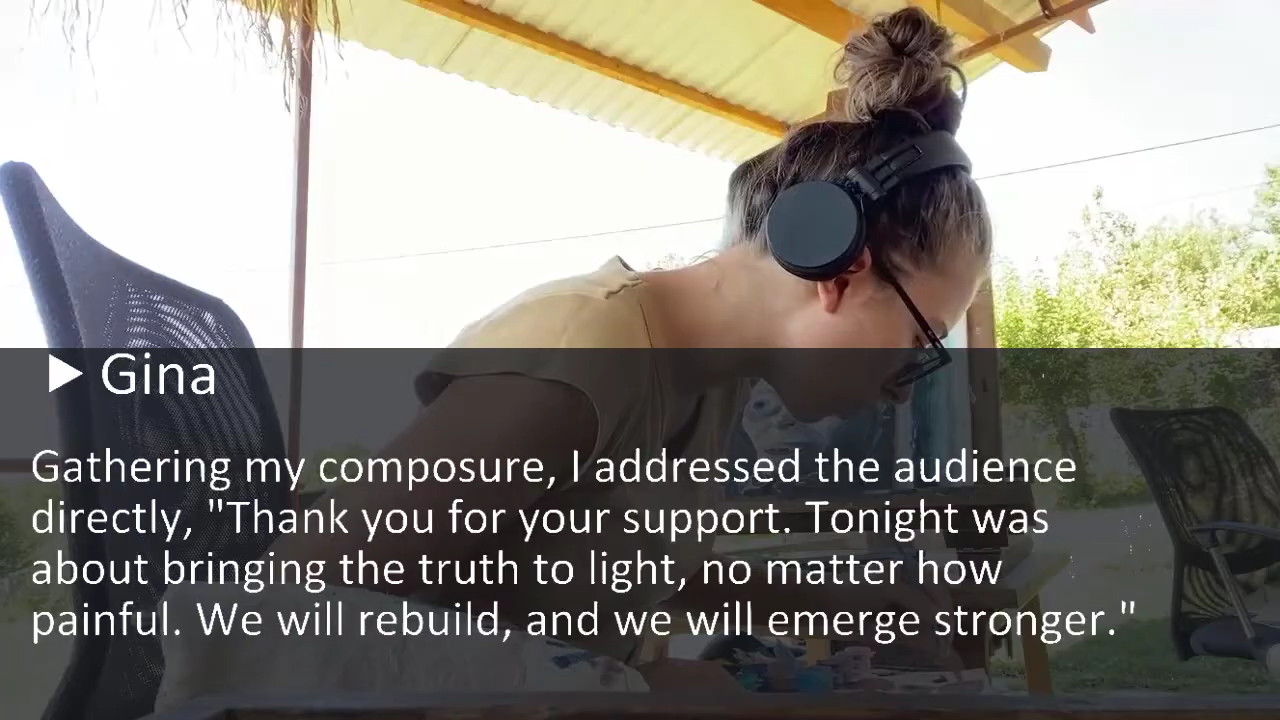 Gina
Gathering my composure, I addressed the audience
directly, "Thank you for your support. Tonight was
about bringing the truth to light, no matter how
painful. We will rebuild, and we will emerge stronger."